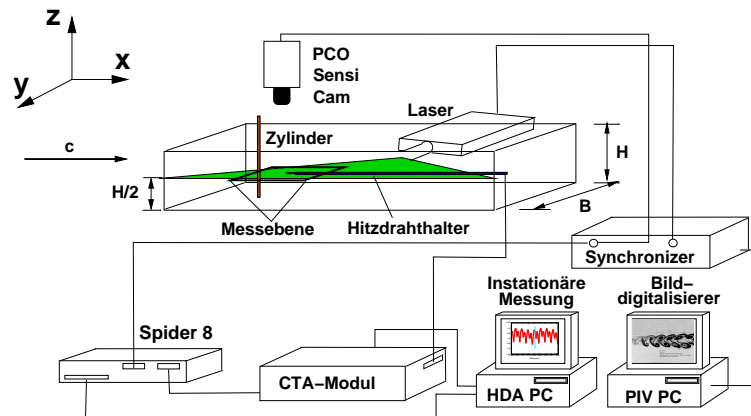 z
x
y
PCO
Sensi
Cam
Laser
Zylinder
c
H
H/2
B
Messebene
Hitzdrahthalter
Synchronizer
Instationäre
Messung
Bild–
digitalisierer
Spider 8
CTA–Modul
HDA PC
PIV PC